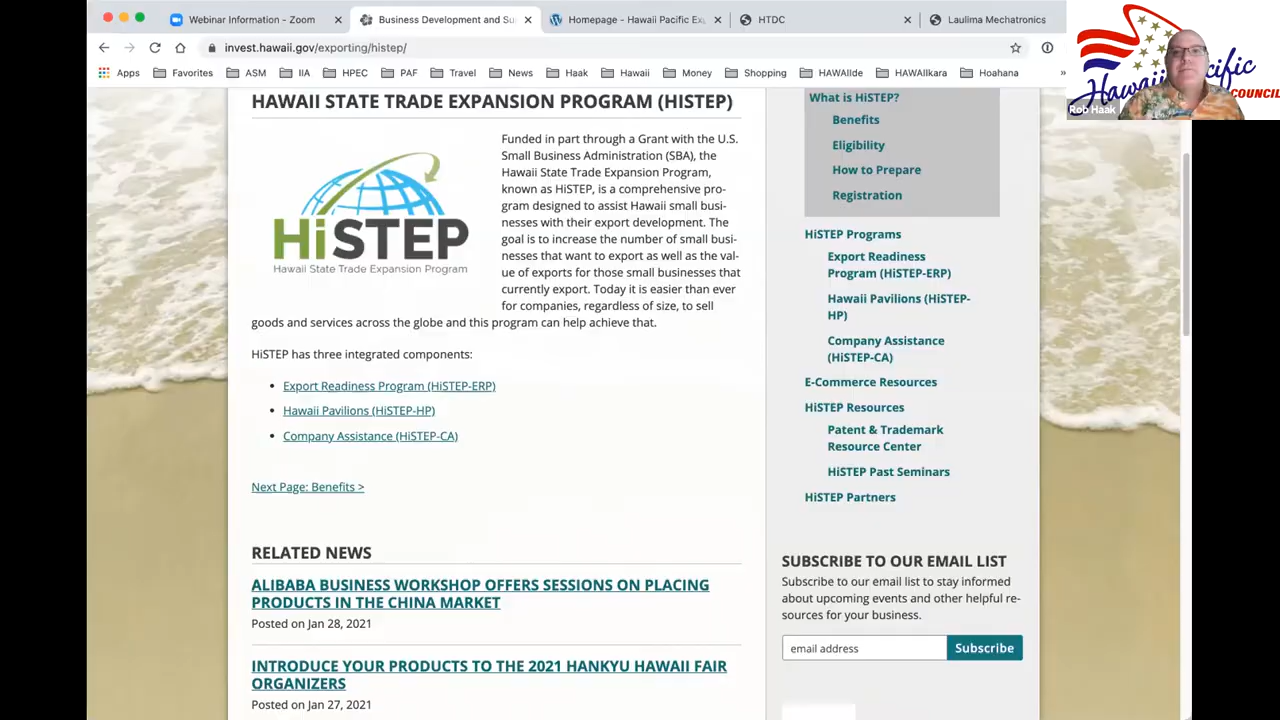 Webinar Information - Zoom
Business Development and Su
Homepage - Hawaii Pacific Ex
HTDC
Laulima Mechatronics
invest.hawaii.gov/exporting/histep/
Apps
Favorites
ASM
IIA
HPEC
PAF
Travel
News
Haak
Hawaii
Money
Shopping
HAWAIIde
HAWAIIkara
Hoahana
»
Hawaii Pacific
COUNCIL
Rob Haak
HAWAII STATE TRADE EXPANSION PROGRAM (HISTEP)
HiSTEP
Hawaii State Trade Expansion Program
Funded in part through a Grant with the U.S.
Small Business Administration (SBA), the
Hawaii State Trade Expansion Program,
known as HiSTEP, is a comprehensive pro-
gram designed to assist Hawaii small busi-
nesses with their export development. The
goal is to increase the number of small busi-
nesses that want to export as well as the val-
ue of exports for those small businesses that
currently export. Today it is easier than ever
for companies, regardless of size, to sell
goods and services across the globe and this program can help achieve that.
HiSTEP has three integrated components:
• Export Readiness Program (HiSTEP-ERP)
• Hawaii Pavilions (HiSTEP-HP)
• Company Assistance (HiSTEP-CA)
Next Page: Benefits >
RELATED NEWS
ALIBABA BUSINESS WORKSHOP OFFERS SESSIONS ON PLACING
PRODUCTS IN THE CHINA MARKET
Posted on Jan 28, 2021
INTRODUCE YOUR PRODUCTS TO THE 2021 HANKYU HAWAII FAIR
ORGANIZERS
Posted on Jan 27, 2021
What is HiSTEP?
Benefits
Eligibility
How to Prepare
Registration
HiSTEP Programs
Export Readiness
Program (HiSTEP-ERP)
Hawaii Pavilions (HiSTEP-
HP)
Company Assistance
(HiSTEP-CA)
E-Commerce Resources
HiSTEP Resources
Patent & Trademark
Resource Center
HiSTEP Past Seminars
HiSTEP Partners
SUBSCRIBE TO OUR EMAIL LIST
Subscribe to our email list to stay informed
about upcoming events and other helpful re-
sources for your business.
email address
Subscribe